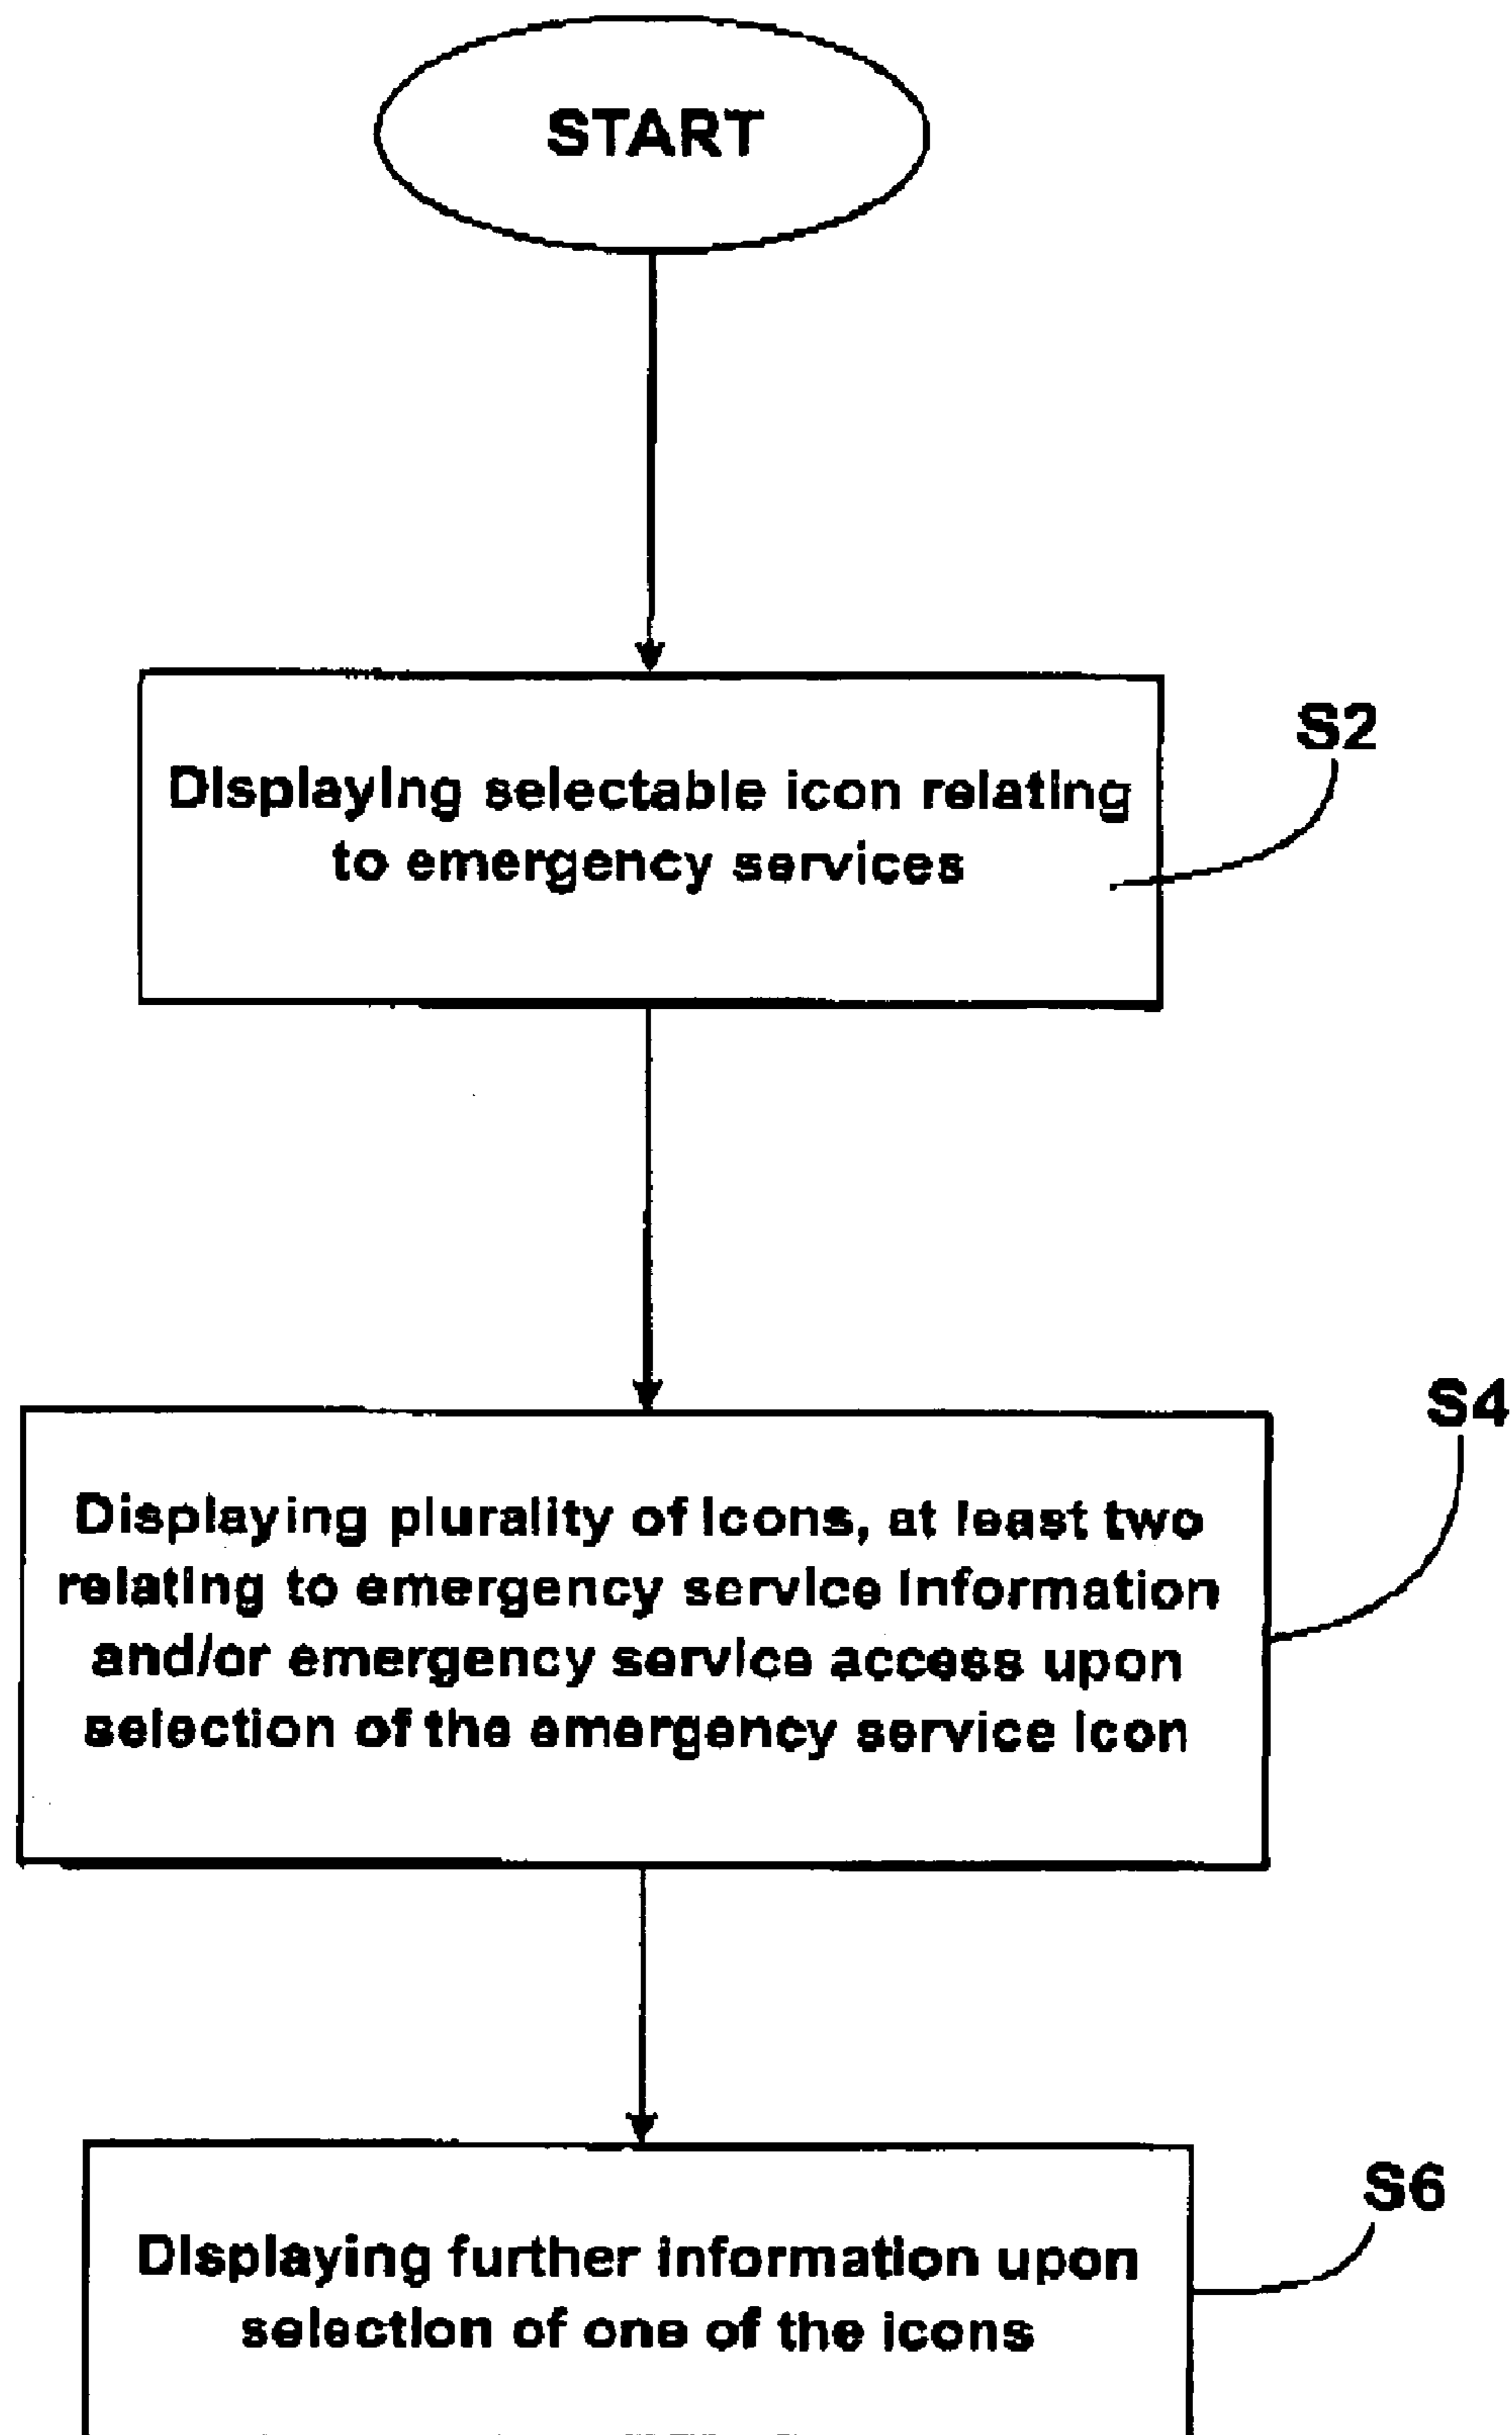 START
S2
Displaying selectable icon relating
to emergency services
S4
Displaying plurality of Icons, at least two
relating to emergency service Information
and/or emergency service access upon
selection of the emergency service Icon
S6
Displaying further information upon
selection of one of the icons